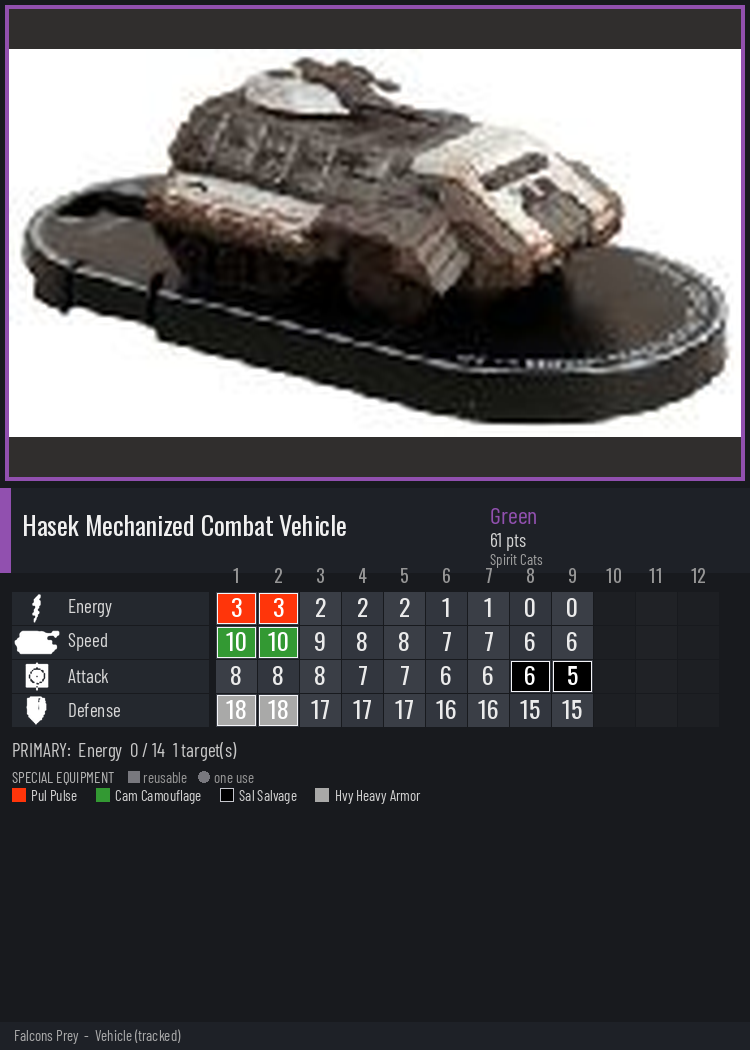 Hasek Mechanized Combat Vehicle
Green
61 pts
Spirit Cats
1 2 3 4 5 6 7 8 9 10 11 12
Energy 3 3 2 2 2 1 1 0 0
Speed 10 10 9 8 8 7 7 6 6
Attack 8 8 8 7 7 6 6 6 5
Defense 18 18 17 17 17 16 16 15 15
PRIMARY: Energy 0 / 14 1 target(s)
SPECIAL EQUIPMENT reusable one use
Pul Pulse Cam Camouflage Sal Salvage Hvy Heavy Armor
Falcons Prey - Vehicle (tracked)